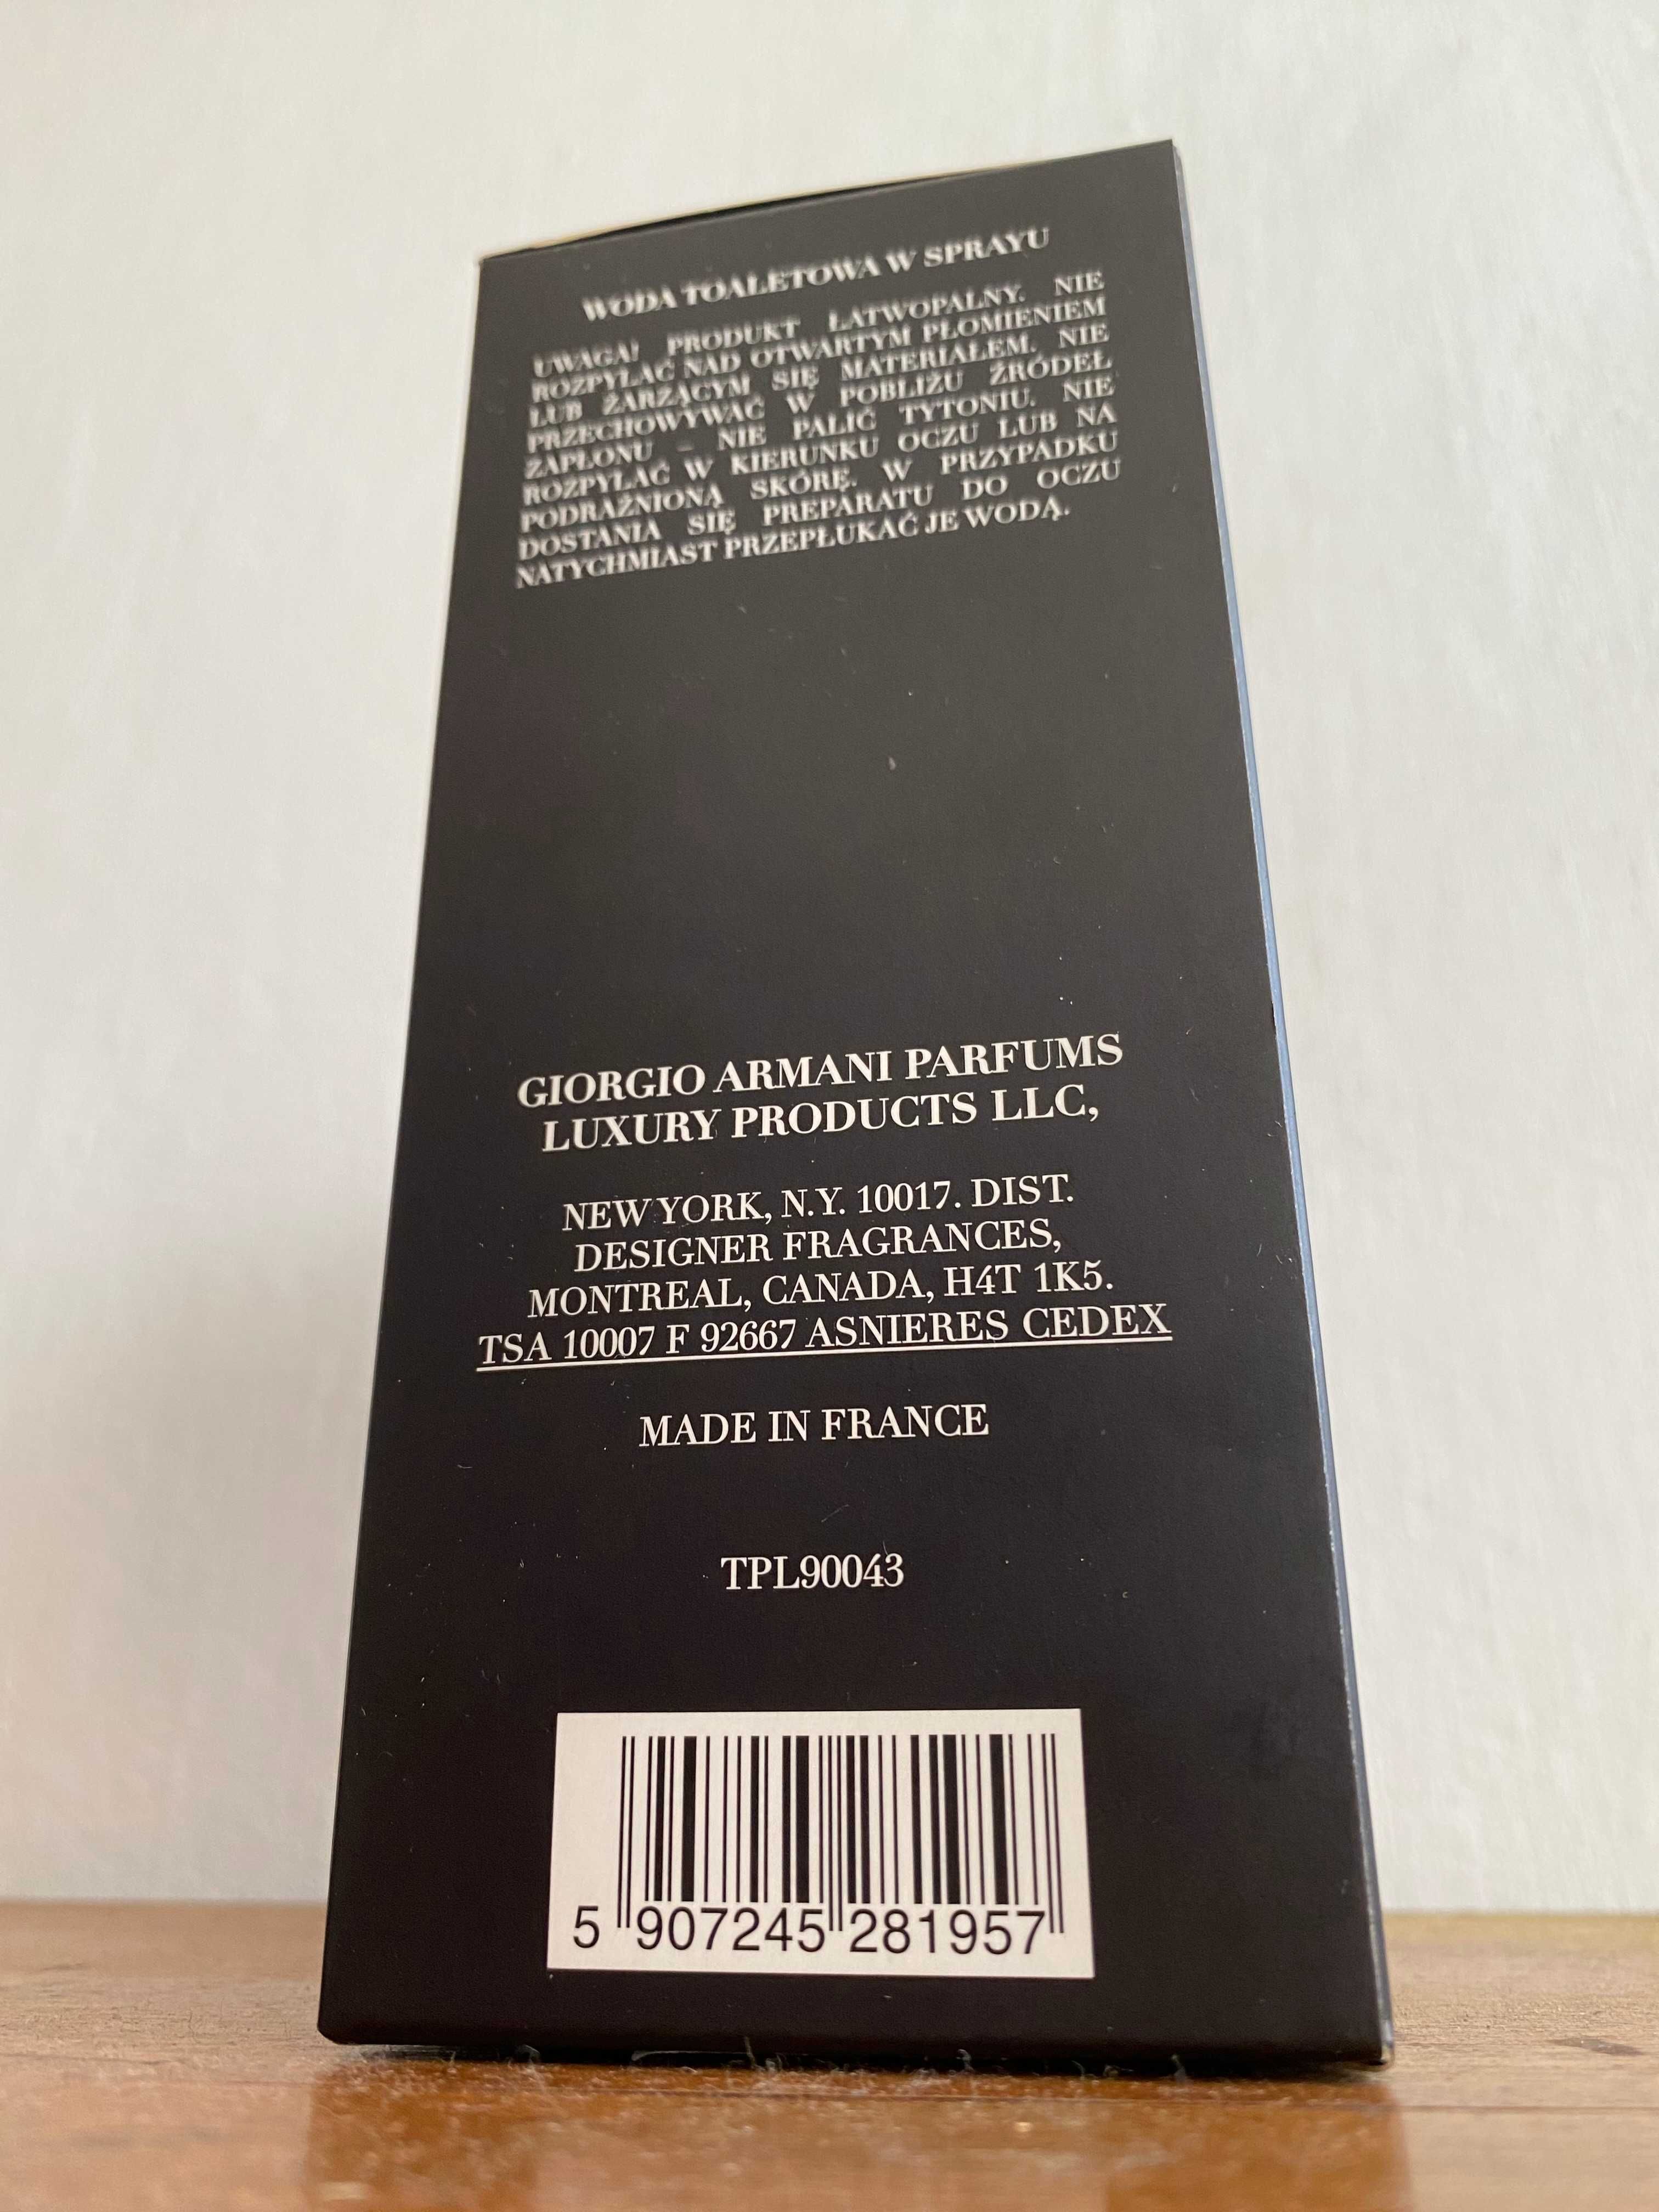 WODA TOALETOWA W SPRAYU
UWAGA! PRODUKT ŁATWOPALNY. NIE
ROZPYLAĆ NAD OTWARTYM PŁOMIENIEM
LUB ŻARZĄCYM SIĘ MATERIAŁEM. NIE
PRZECHOWYWAĆ W POBLIŻU ŹRÓDEŁ
ZAPŁONU – NIE PALIĆ TYTONIU. NIE
ROZPYLAĆ W KIERUNKU OCZU LUB NA
PODRAŻNIONĄ SKÓRĘ. W PRZYPADKU
DOSTANIA SIĘ PREPARATU DO OCZU
NATYCHMIAST PRZEPŁUKAĆ JE WODĄ.
GIORGIO ARMANI PARFUMS
LUXURY PRODUCTS LLC,
NEW YORK, N.Y. 10017. DIST.
DESIGNER FRAGRANCES,
MONTREAL, CANADA, H4T 1K5.
TSA 10007 F 92667 ASNIERES CEDEX
MADE IN FRANCE
TPL90043
5 907245 281957